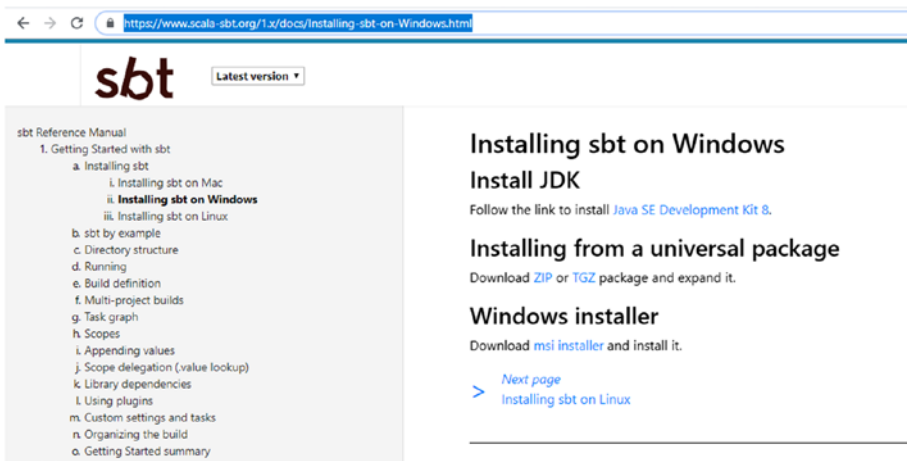 https://www.scala-sbt.org/1.x/docs/Installing-sbt-on-Windows.html
sbt
Latest version
sbt Reference Manual
1. Getting Started with sbt
a. Installing sbt
i. Installing sbt on Mac
ii. Installing sbt on Windows
iii. Installing sbt on Linux
b. sbt by example
c. Directory structure
d. Running
e. Build definition
f. Multi-project builds
g. Task graph
h. Scopes
i. Appending values
j. Scope delegation (.value lookup)
k. Library dependencies
l. Using plugins
m. Custom settings and tasks
n. Organizing the build
o. Getting Started summary
Installing sbt on Windows
Install JDK
Follow the link to install Java SE Development Kit 8.
Installing from a universal package
Download ZIP or TGZ package and expand it.
Windows installer
Download msi installer and install it.
> Next page
Installing sbt on Linux